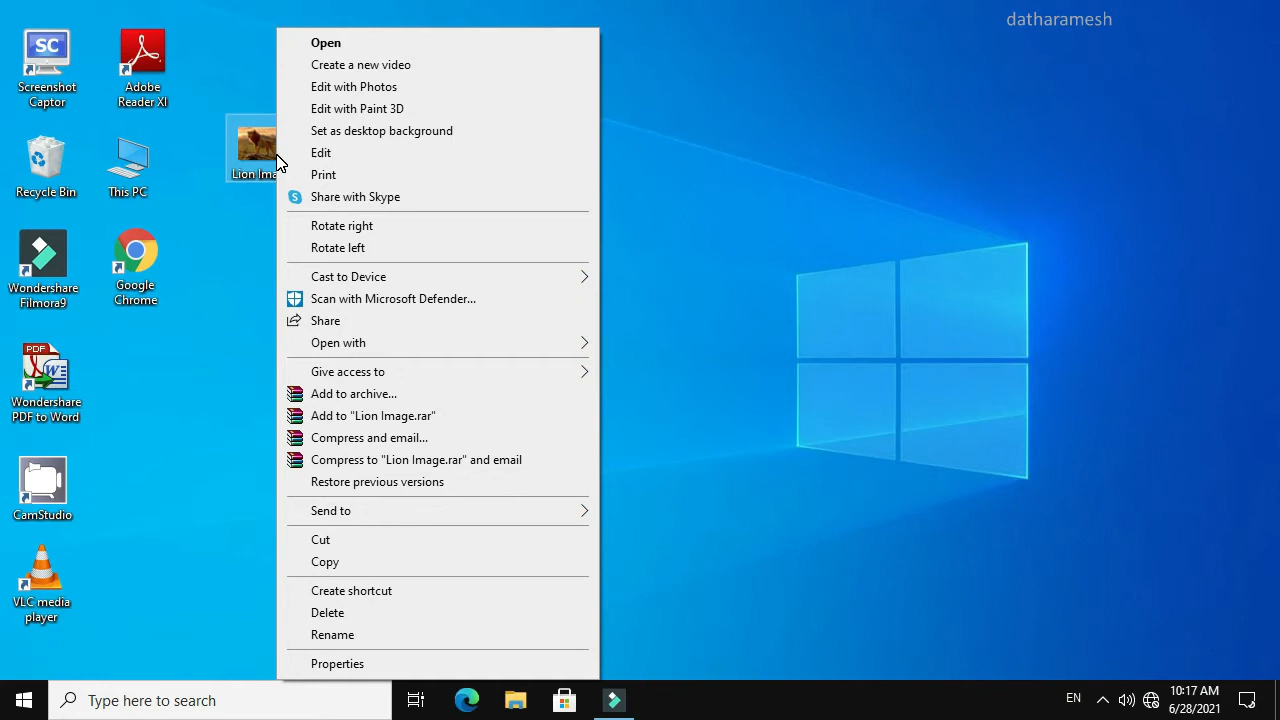 datharamesh
Screenshot
Captor
Adobe
Reader XI
Recycle Bin
This PC
Wondershare
Filmora9
Google
Chrome
PDF
Wondershare
PDF to Word
CamStudio
VLC media
player
SC
W
Lion Ima
Open
Create a new video
Edit with Photos
Edit with Paint 3D
Set as desktop background
Edit
Print
Share with Skype
Rotate right
Rotate left
Cast to Device
Scan with Microsoft Defender...
Share
Open with
Give access to
Add to archive...
Add to "Lion Image.rar"
Compress and email...
Compress to "Lion Image.rar" and email
Restore previous versions
Send to
Cut
Copy
Create shortcut
Delete
Rename
Properties
Type here to search
EN
10:17 AM
6/28/2021